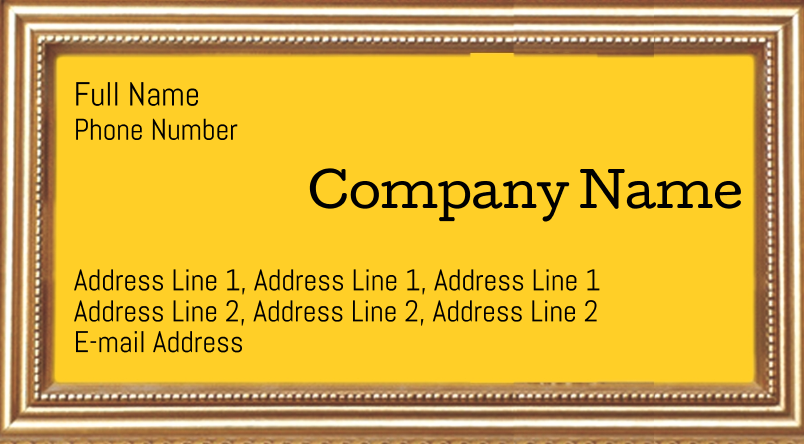 Full Name
Phone Number
Company Name
Address Line 1, Address Line 1, Address Line 1
Address Line 2, Address Line 2, Address Line 2
E-mail Address